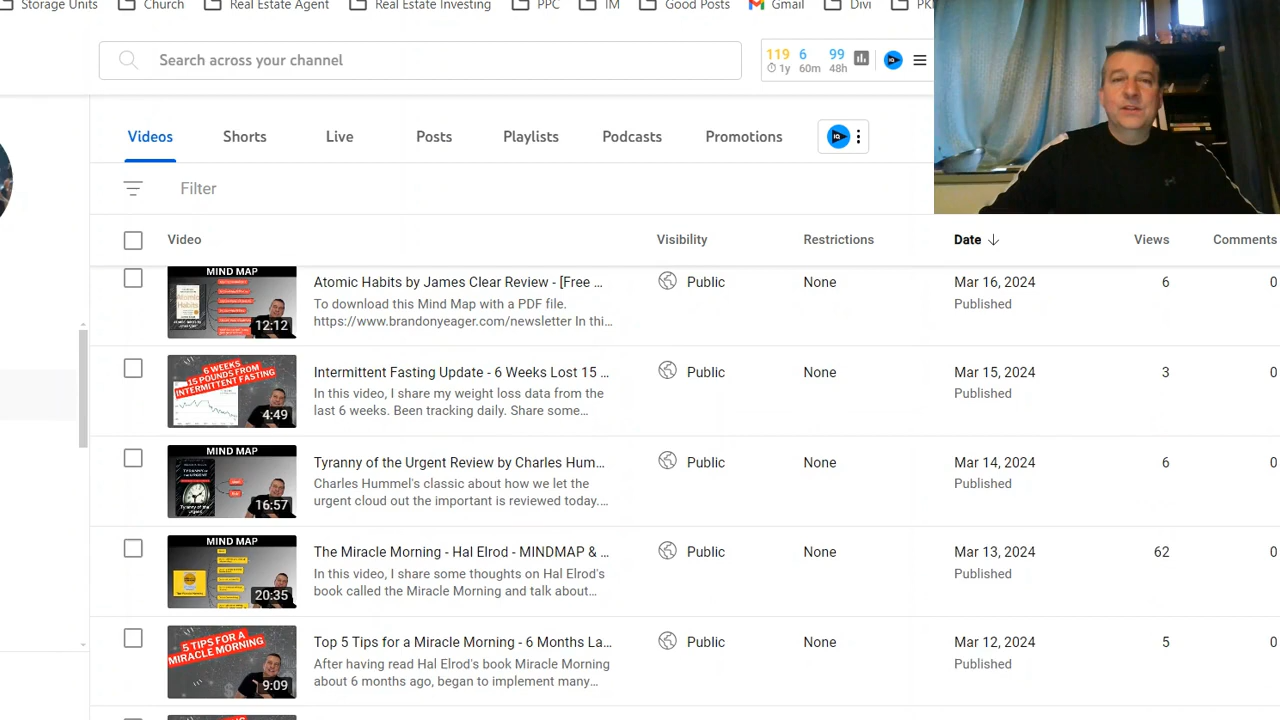 Storage Units
Church
Real Estate Agent
Real Estate Investing
PPC
IM
Good Posts
Gmail
Divi
PK
Search across your channel
119 6 99
1y 60m 48h
IQ
Videos Shorts Live Posts Playlists Podcasts Promotions
IQ
Filter
Video Visibility Restrictions Date Views Comments
MIND MAP
12:12
Atomic Habits by James Clear Review - [Free ...
To download this Mind Map with a PDF file.
https://www.brandonyeager.com/newsletter In thi...
Public
None
Mar 16, 2024
Published
6
0
6 WEEKS
15 POUNDS FROM
INTERMITTENT FASTING
4:49
Intermittent Fasting Update - 6 Weeks Lost 15 ...
In this video, I share my weight loss data from the
last 6 weeks. Been tracking daily. Share some...
Public
None
Mar 15, 2024
Published
3
0
MIND MAP
Tyranny of the
Urgent
16:57
Tyranny of the Urgent Review by Charles Hum...
Charles Hummel's classic about how we let the
urgent cloud out the important is reviewed today....
Public
None
Mar 14, 2024
Published
6
0
MIND MAP
20:35
The Miracle Morning - Hal Elrod - MINDMAP & ...
In this video, I share some thoughts on Hal Elrod's
book called the Miracle Morning and talk about...
Public
None
Mar 13, 2024
Published
62
0
5 TIPS FOR A
MIRACLE MORNING
9:09
Top 5 Tips for a Miracle Morning - 6 Months La...
After having read Hal Elrod's book Miracle Morning
about 6 months ago, began to implement many...
Public
None
Mar 12, 2024
Published
5
0